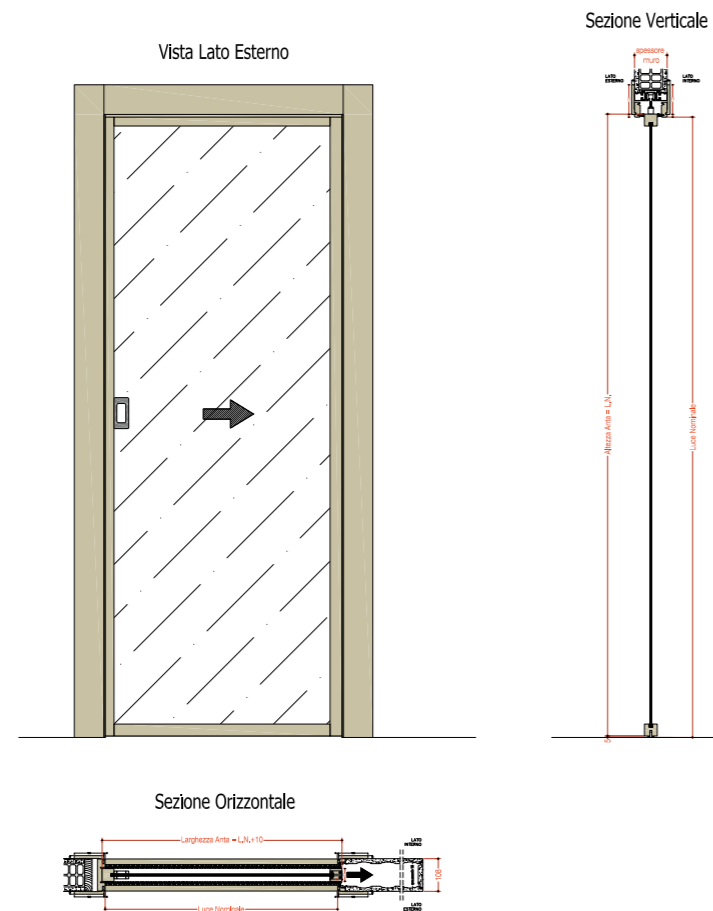 Sezione Verticale
Vista Lato Esterno
spessore
muro
LATO
ESTERNO
LATO
INTERNO
Altezza Anta = L.N.
Luce Nominale
5
Sezione Orizzontale
Larghezza Anta = L.N.+10
LATO
INTERNO
108
Luce Nominale
LATO
ESTERNO